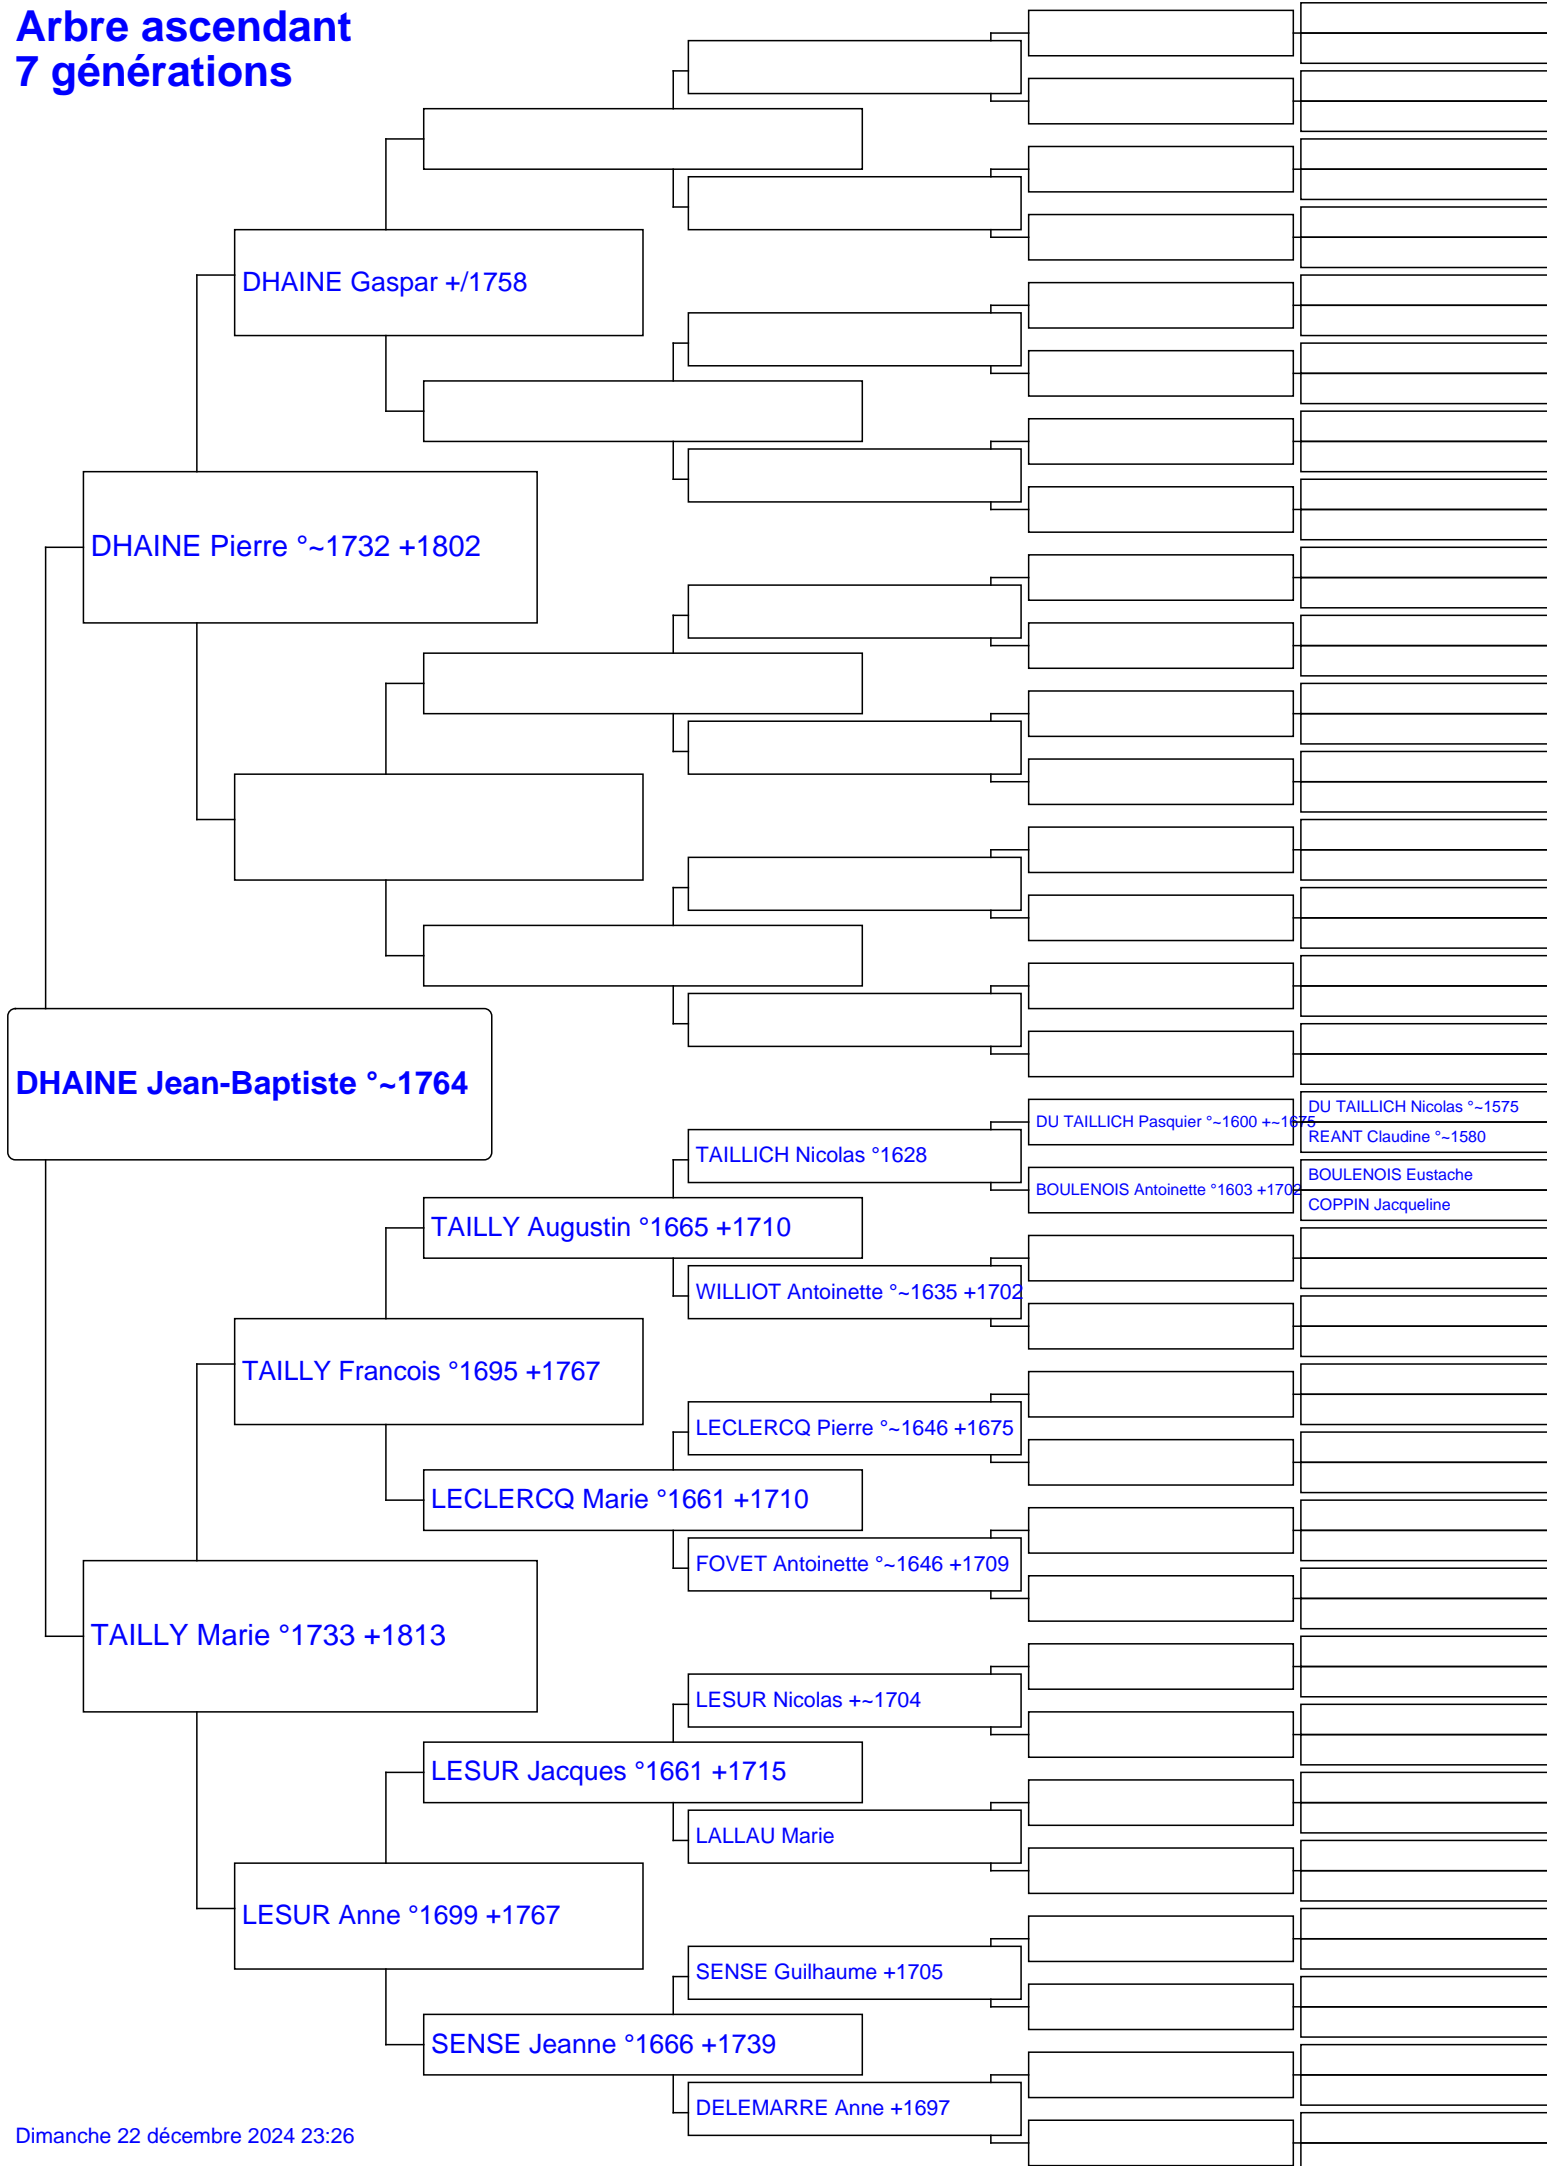 Arbre ascendant
7 générations
DHAINE Gaspar +/1758
DHAINE Pierre °~1732 +1802
DHAINE Jean-Baptiste °~1764
DU TAILLICH Nicolas °~1575
DU TAILLICH Pasquier °~1600 +~1675
REANT Claudine °~1580
TAILLICH Nicolas °1628
BOULENOIS Eustache
BOULENOIS Antoinette °1603 +1702
COPPIN Jacqueline
TAILLY Augustin °1665 +1710
WILLIOT Antoinette °~1635 +1702
TAILLY Francois °1695 +1767
LECLERCQ Pierre °~1646 +1675
LECLERCQ Marie °1661 +1710
FOVET Antoinette °~1646 +1709
TAILLY Marie °1733 +1813
LESUR Nicolas +~1704
LESUR Jacques °1661 +1715
LALLAU Marie
LESUR Anne °1699 +1767
SENSE Guilhaume +1705
SENSE Jeanne °1666 +1739
DELEMARRE Anne +1697
Dimanche 22 décembre 2024 23:26